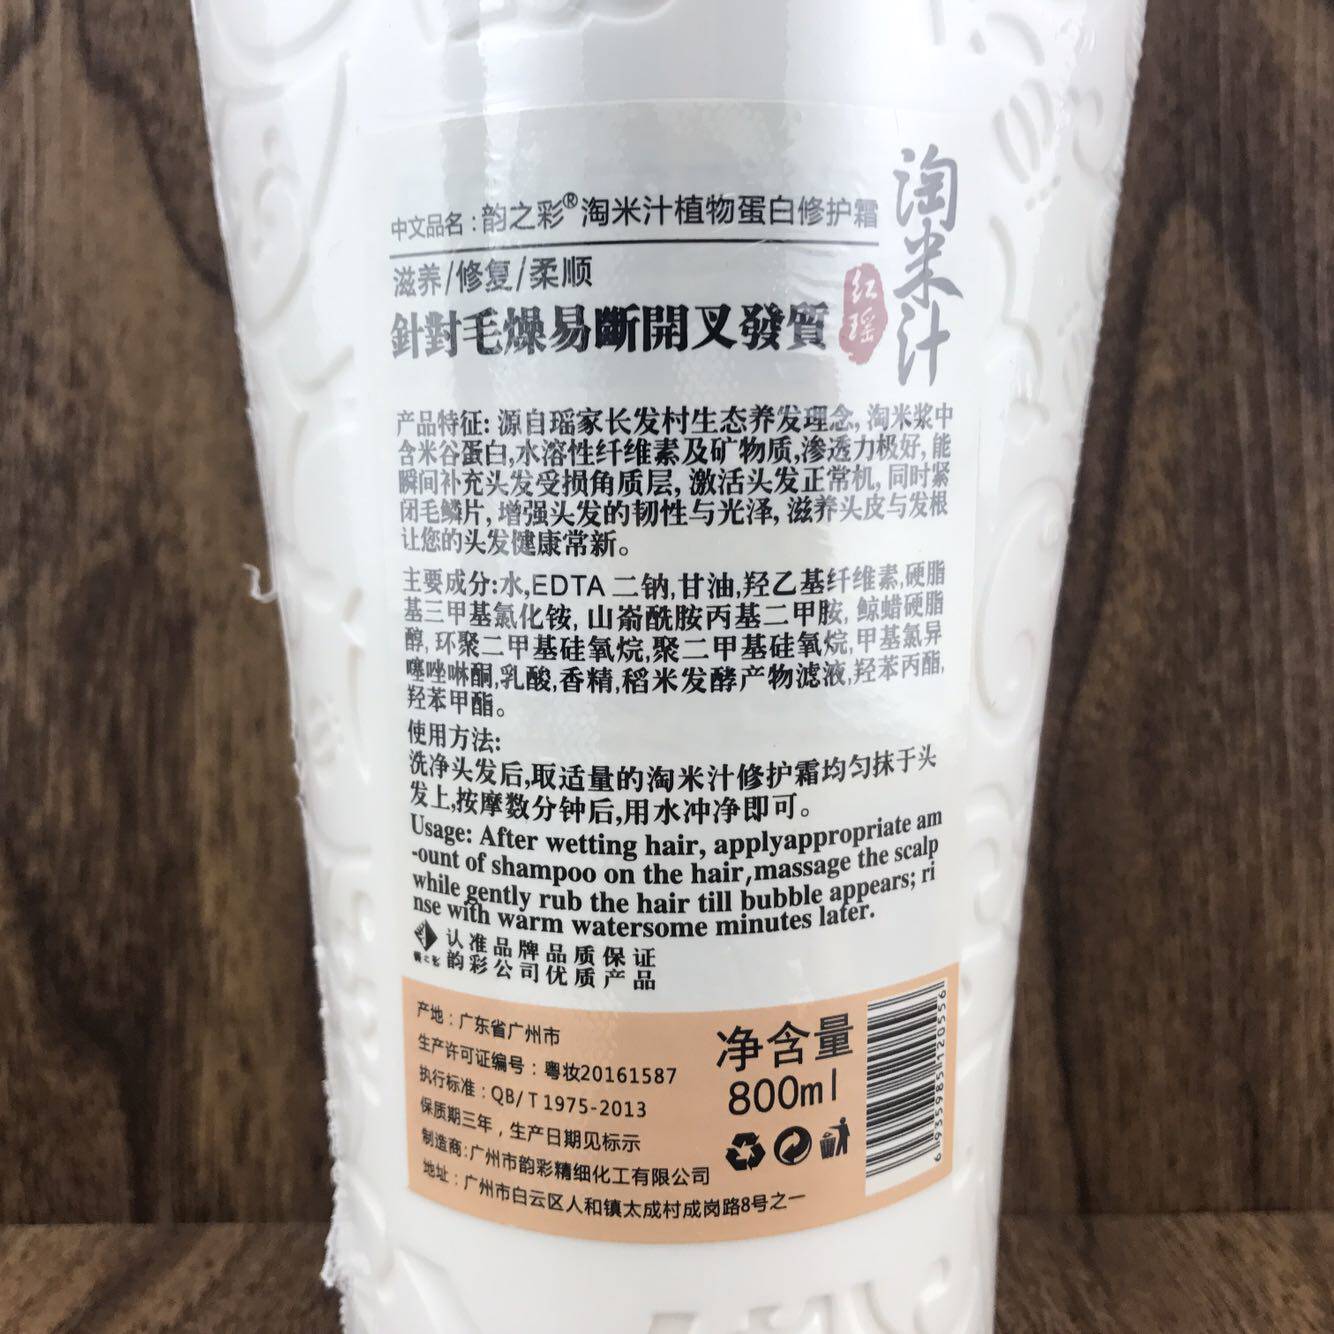 中文品名：韵之彩®淘米汁植物蛋白修护霜
滋养/修复/柔顺
針對毛燥易斷開叉發質
淘米汁
红瑶
产品特征: 源自瑶家长发村生态养发理念, 淘米浆中
含米谷蛋白,水溶性纤维素及矿物质,渗透力极好, 能
瞬间补充头发受损角质层, 激活头发正常机, 同时紧
闭毛鳞片, 增强头发的韧性与光泽, 滋养头皮与发根
让您的头发健康常新。
主要成分:水,EDTA 二钠,甘油,羟乙基纤维素,硬脂
基三甲基氯化铵, 山嵛酰胺丙基二甲胺, 鲸蜡硬脂
醇, 环聚二甲基硅氧烷,聚二甲基硅氧烷,甲基氯异
噻唑啉酮,乳酸,香精,稻米发酵产物滤液,羟苯丙酯,
羟苯甲酯。
使用方法:
洗净头发后,取适量的淘米汁修护霜均匀抹于头
发上,按摩数分钟后,用水冲净即可。
Usage: After wetting hair, applyappropriate am
-ount of shampoo on the hair,massage the scalp
while gently rub the hair till bubble appears; ri
nse with warm watersome minutes later.
韵之彩
认准品牌品质保证
韵彩公司优质产品
产地：广东省广州市
生产许可证编号：粤妆20161587
执行标准：QB/T 1975-2013
保质期三年，生产日期见标示
制造商:广州市韵彩精细化工有限公司
地址：广州市白云区人和镇太成村成岗路8号之一
净含量
800ml
6935985120556